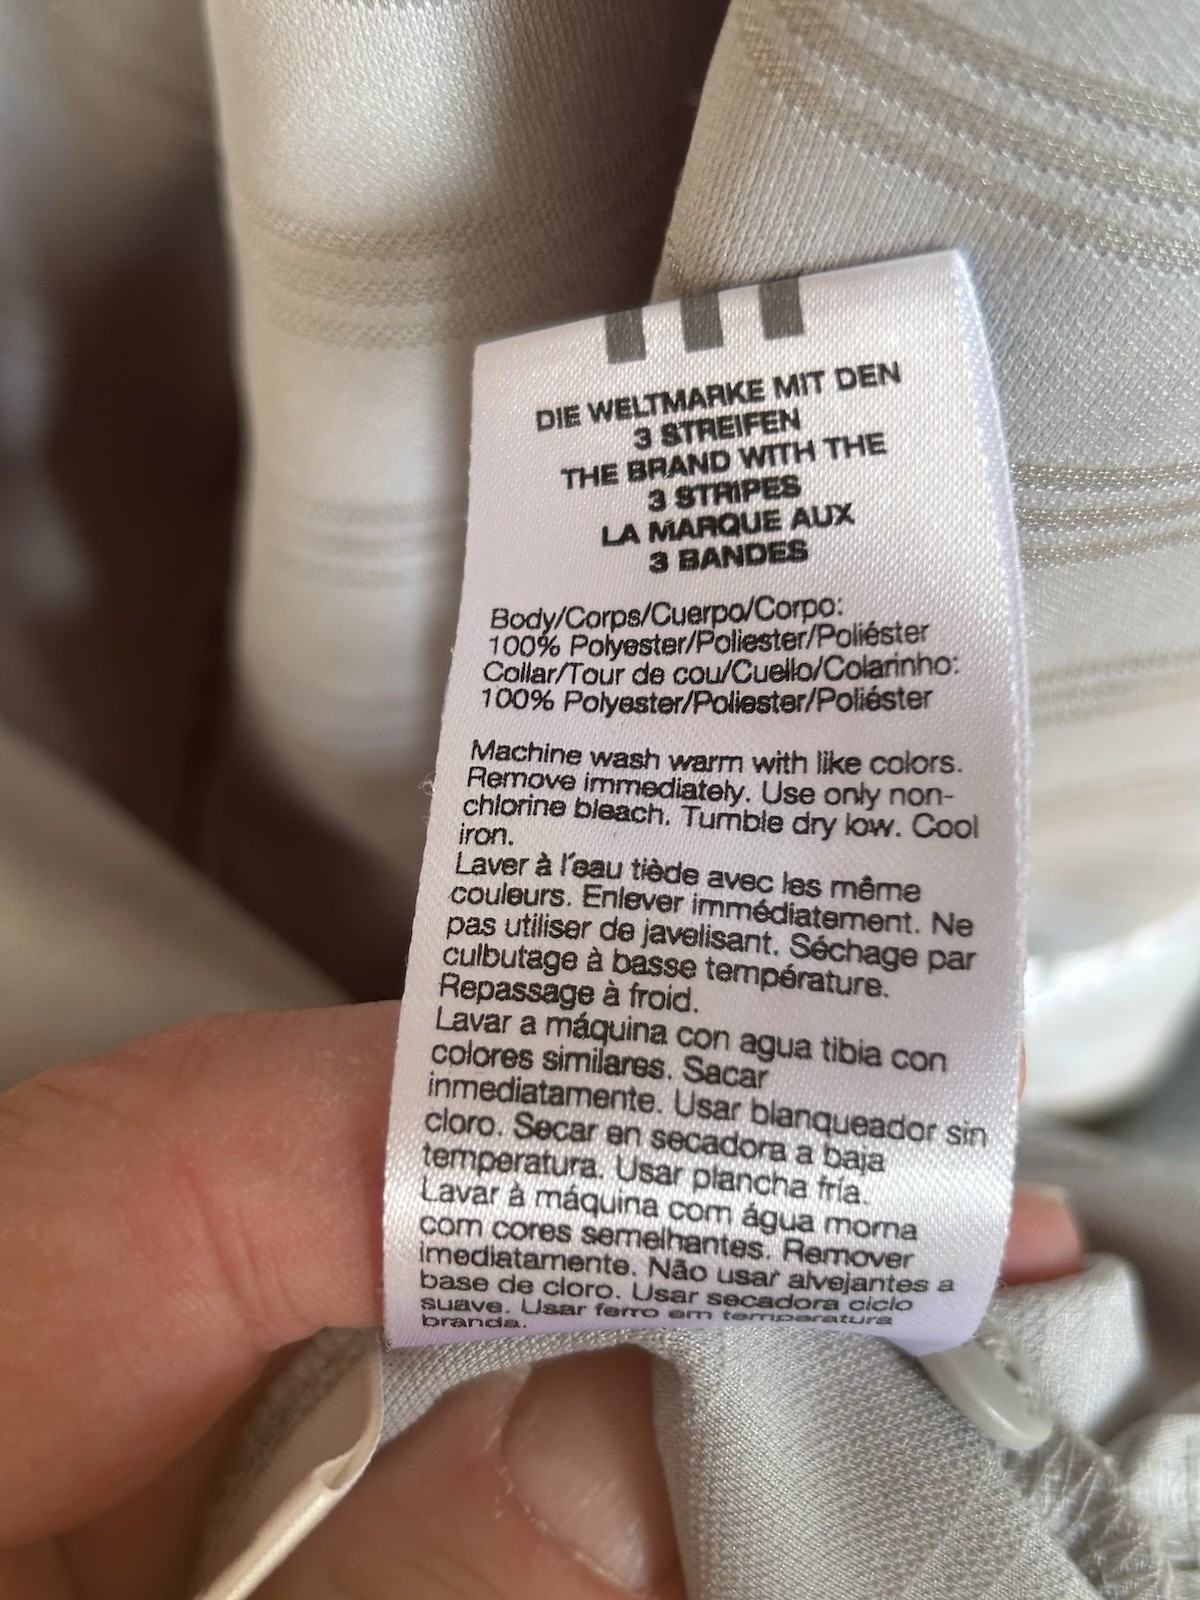 DIE WELTMARKE MIT DEN
3 STREIFEN
THE BRAND WITH THE
3 STRIPES
LA MARQUE AUX
3 BANDES
Body/Corps/Cuerpo/Corpo:
100% Polyester/Poliester/Poliéster
Collar/Tour de cou/Cuello/Colarinho:
100% Polyester/Poliester/Poliéster
Machine wash warm with like colors.
Remove immediately. Use only non-
chlorine bleach. Tumble dry low. Cool
iron.
Laver à l'eau tiède avec les même
couleurs. Enlever immédiatement. Ne
pas utiliser de javelisant. Séchage par
culbutage à basse température.
Repassage à froid.
Lavar a máquina con agua tibia con
colores similares. Sacar
inmediatamente. Usar blanqueador sin
cloro. Secar en secadora a baja
temperatura. Usar plancha fría.
Lavar à máquina com água morna
com cores semelhantes. Remover
imediatamente. Não usar alvejantes a
base de cloro. Usar secadora ciclo
suave. Usar ferro em temperatura
branda.